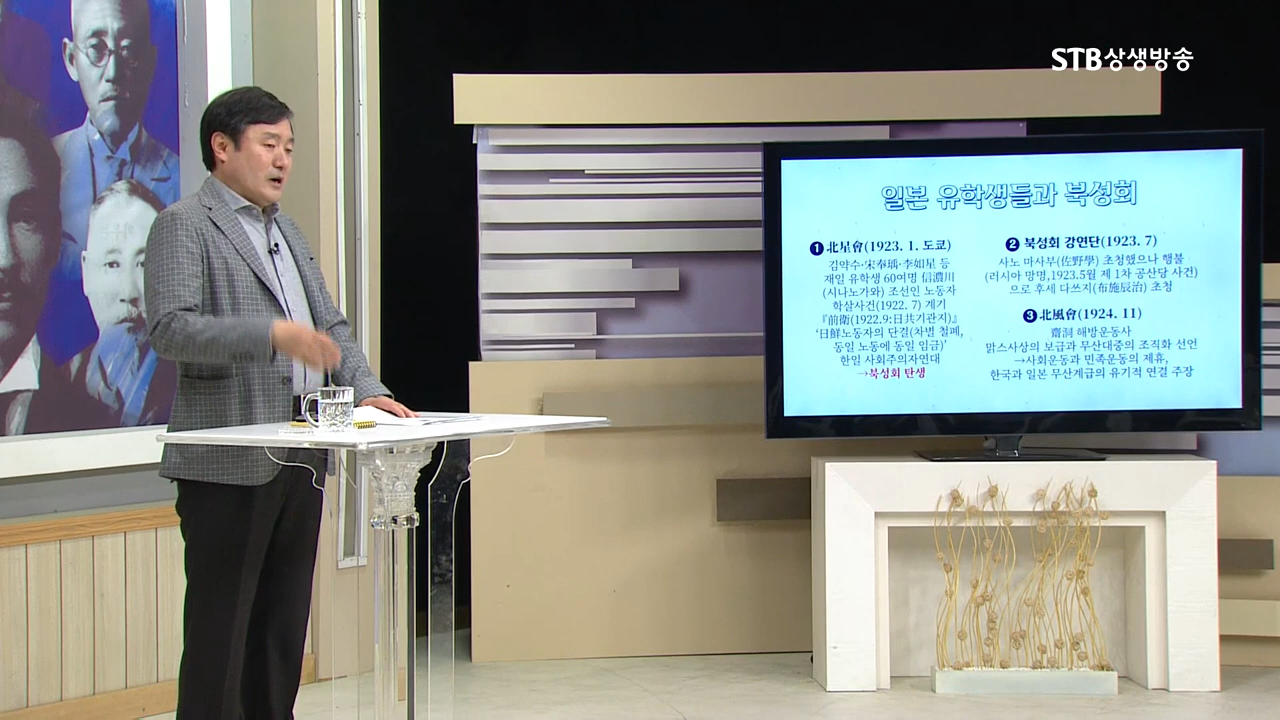 STB상생방송
일본 유학생들과 북성회
❶ 北星會(1923. 1. 도쿄)
김약수·宋奉瑀·李如星 등
재일 유학생 60여명 信濃川
(시나노가와) 조선인 노동자
학살사건(1922. 7) 계기
『前衛(1922.9:日共기관지)』
‘日鮮노동자의 단결(차별 철폐,
동일 노동에 동일 임금)’
한일 사회주의자연대
→북성회 탄생
❷ 북성회 강연단(1923. 7)
사노 마사부(佐野學) 초청했으나 행불
(러시아 망명,1923.5월 제 1차 공산당 사건)
으로 후세 다쓰지(布施辰治) 초청
❸ 北風會(1924. 11)
齋洞 해방운동사
맑스사상의 보급과 무산대중의 조직화 선언
→사회운동과 민족운동의 제휴,
한국과 일본 무산계급의 유기적 연결 주장